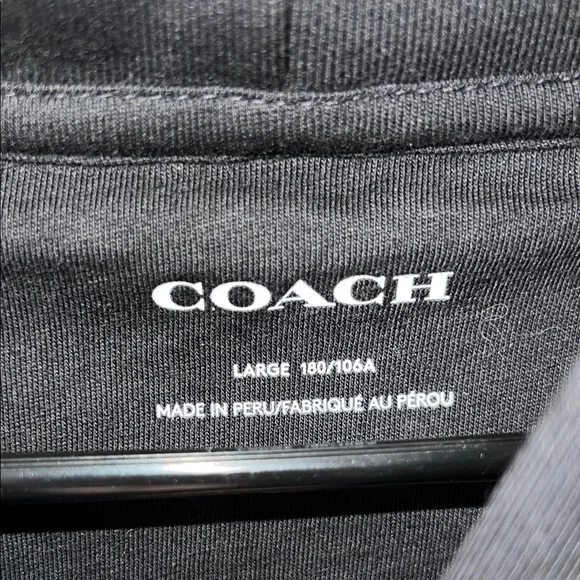 COACH
LARGE 180/106A
MADE IN PERU/FABRIQUÉ AU PÉROU